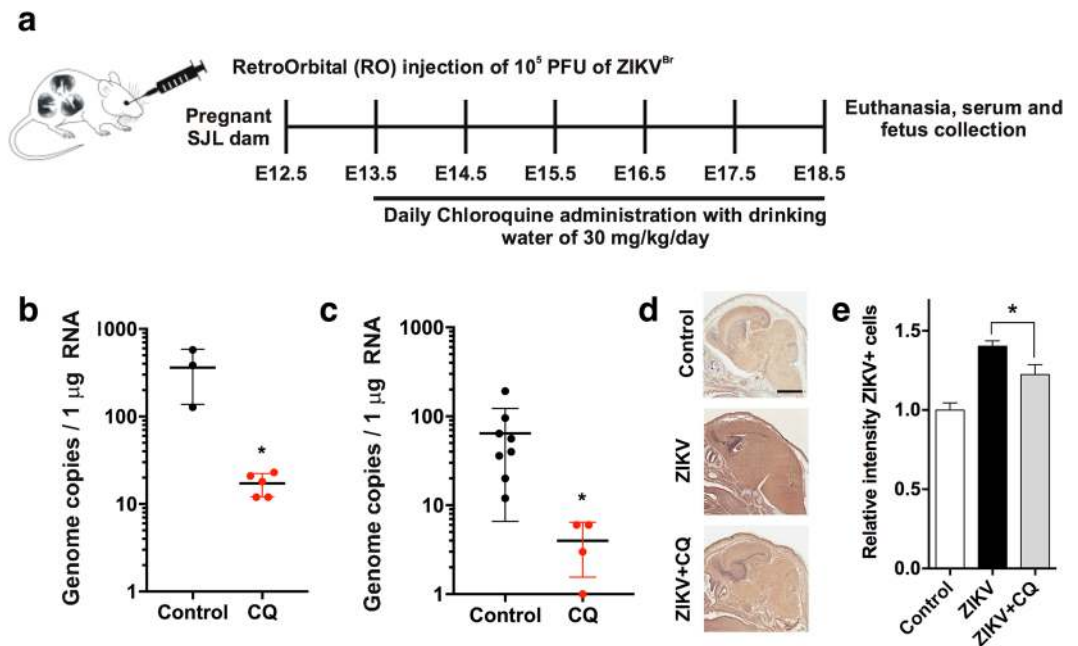 a
RetroOrbital (RO) injection of 10⁵ PFU of ZIKVᴮʳ
Pregnant
SJL dam
E12.5 E13.5 E14.5 E15.5 E16.5 E17.5 E18.5
Euthanasia, serum and
fetus collection
Daily Chloroquine administration with drinking
water of 30 mg/kg/day
b
Genome copies / 1 µg RNA
1000
100
10
1
*
Control CQ
c
Genome copies / 1 µg RNA
1000
100
10
1
*
Control CQ
d
Control
ZIKV
ZIKV+CQ
e
Relative intensity ZIKV+ cells
1.5
1.0
0.5
0.0
*
Control
ZIKV
ZIKV+CQ